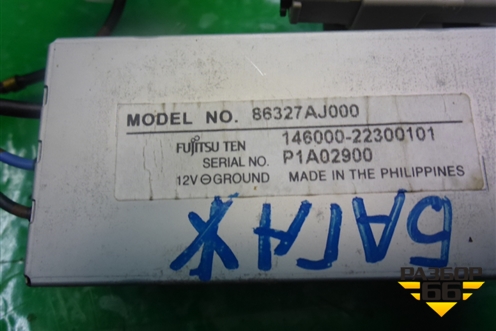 MODEL NO. 86327AJ000
FUJITSU TEN 146000-22300101
SERIAL NO. P1A02900
12V⊖GROUND MADE IN THE PHILIPPINES
БАГАЖ
РАЗБОР
66